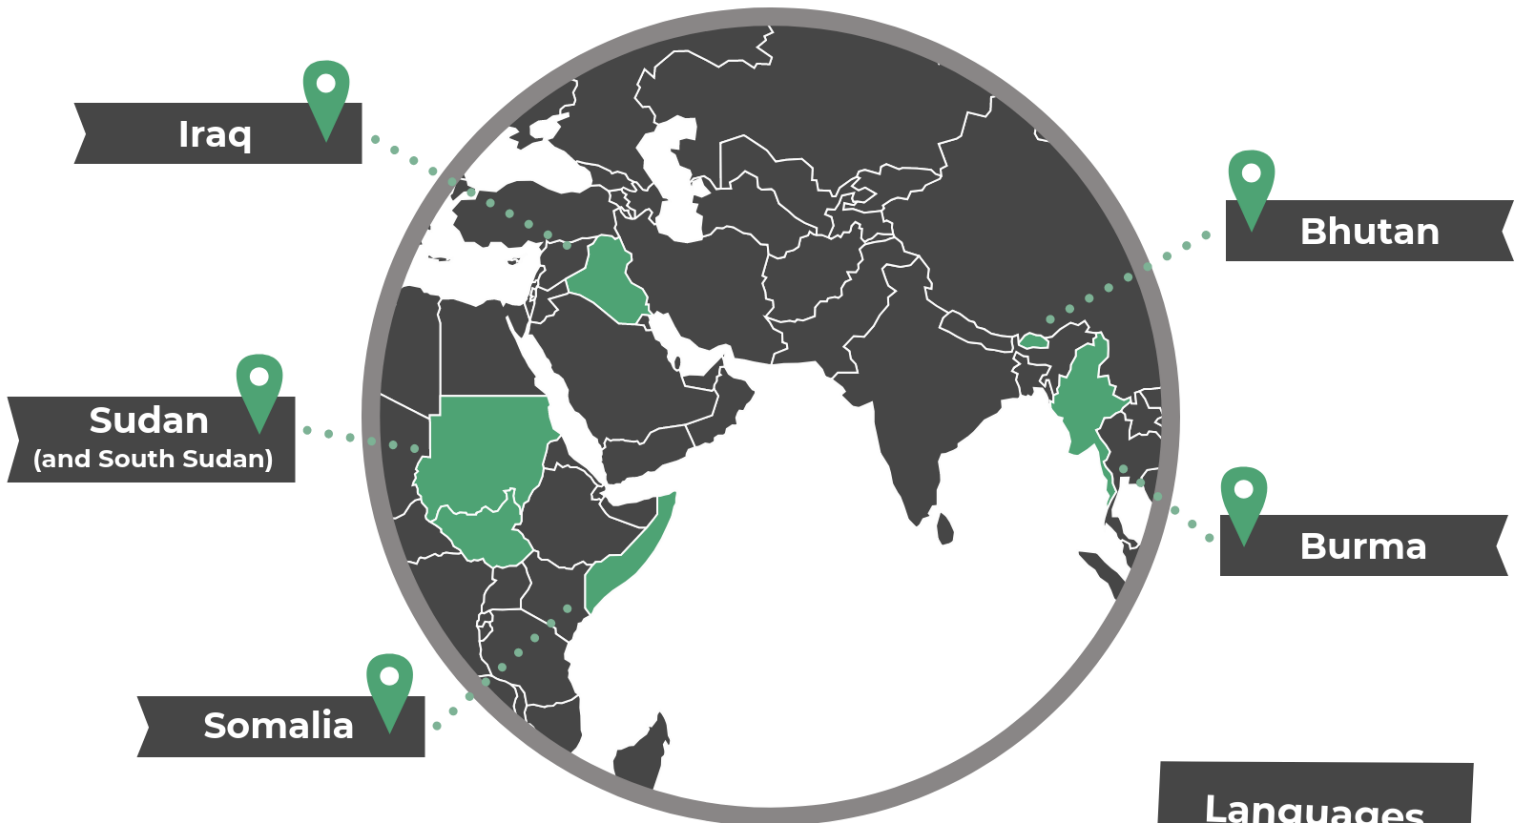 Iraq
Bhutan
Sudan
(and South Sudan)
Burma
Somalia
Languages